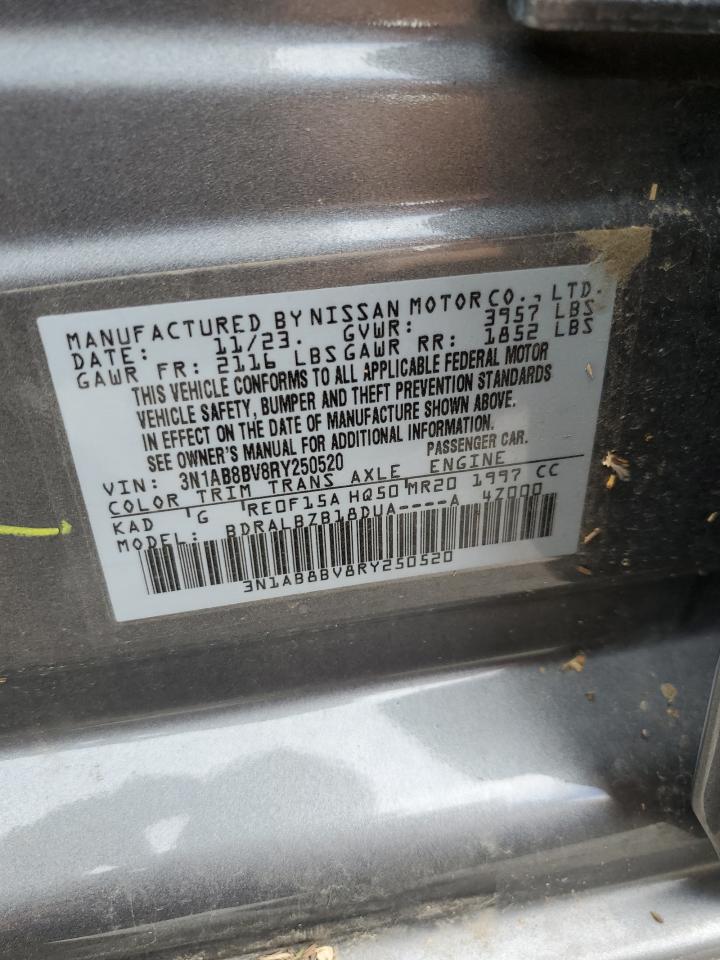 MANUFACTURED BY NISSAN MOTOR CO., LTD.
DATE: 11/23. GVWR: 3957 LBS
GAWR FR: 2116 LBS GAWR RR: 1852 LBS
THIS VEHICLE CONFORMS TO ALL APPLICABLE FEDERAL MOTOR
VEHICLE SAFETY, BUMPER AND THEFT PREVENTION STANDARDS
IN EFFECT ON THE DATE OF MANUFACTURE SHOWN ABOVE.
SEE OWNER'S MANUAL FOR ADDITIONAL INFORMATION.
VIN: 3N1AB8BV8RY250520 PASSENGER CAR.
COLOR TRIM TRANS AXLE ENGINE
KAD G RE0F15A HQ50 MR20 1997 CC
MODEL: BDRALBZB18DUA----A 4Z000
3N1AB8BV8RY250520